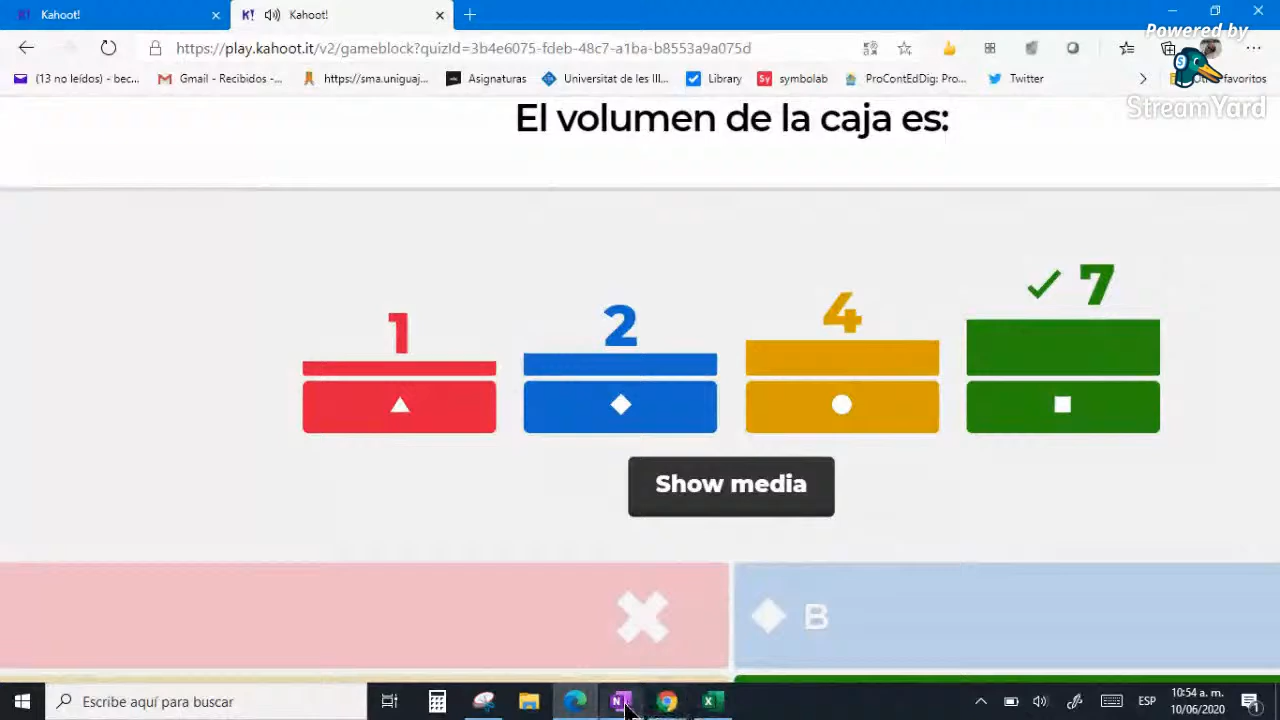 Kahoot!
Kahoot!
Powered by
https://play.kahoot.it/v2/gameblock?quizId=3b4e6075-fdeb-48c7-a1ba-b8553a9a075d
(13 no leídos) - bec...
Gmail - Recibidos -...
https://sma.uniguaj...
Asignaturas
Universitat de les Ill...
Library
symbolab
ProContEdDig: Pro...
Twitter
favoritos
StreamYard
El volumen de la caja es:
1
2
4
7
Show media
B
Escribe aquí para buscar
ESP
10:54 a. m.
10/06/2020